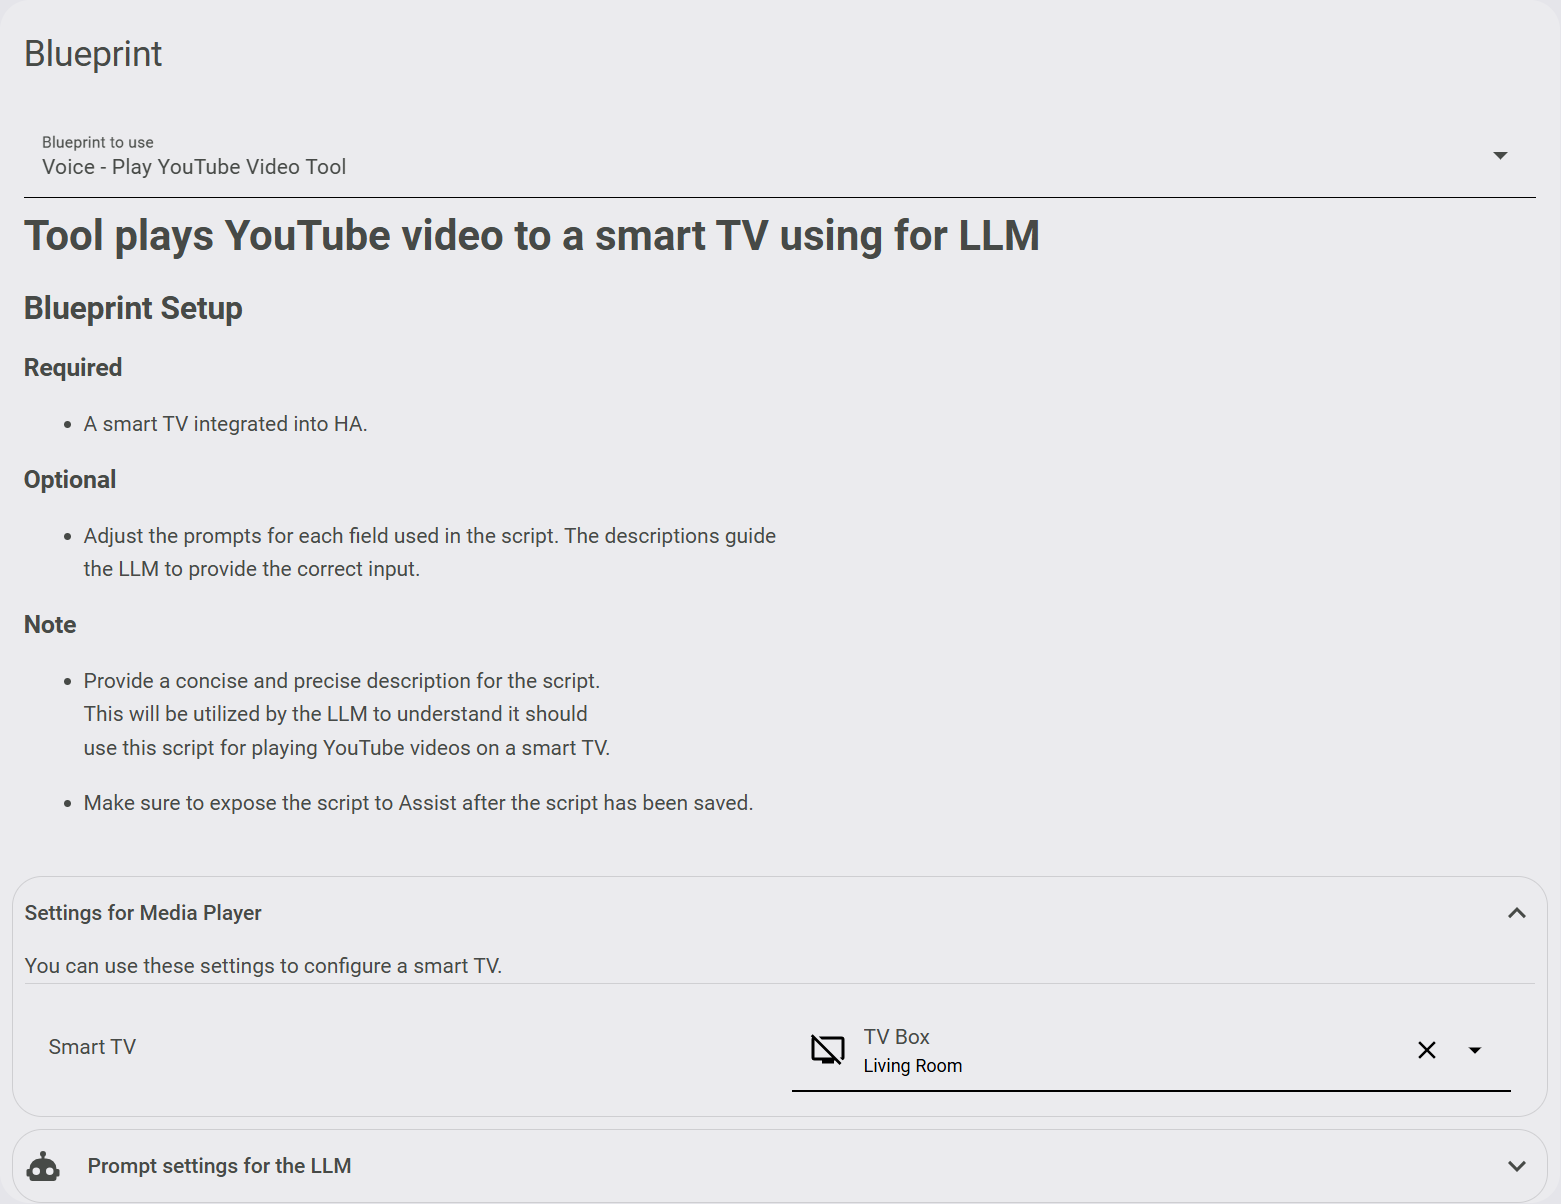 Blueprint
Blueprint to use
Voice - Play YouTube Video Tool
Tool plays YouTube video to a smart TV using for LLM
Blueprint Setup
Required
• A smart TV integrated into HA.
Optional
• Adjust the prompts for each field used in the script. The descriptions guide
the LLM to provide the correct input.
Note
• Provide a concise and precise description for the script.
This will be utilized by the LLM to understand it should
use this script for playing YouTube videos on a smart TV.
• Make sure to expose the script to Assist after the script has been saved.
Settings for Media Player
You can use these settings to configure a smart TV.
Smart TV
TV Box
Living Room
Prompt settings for the LLM